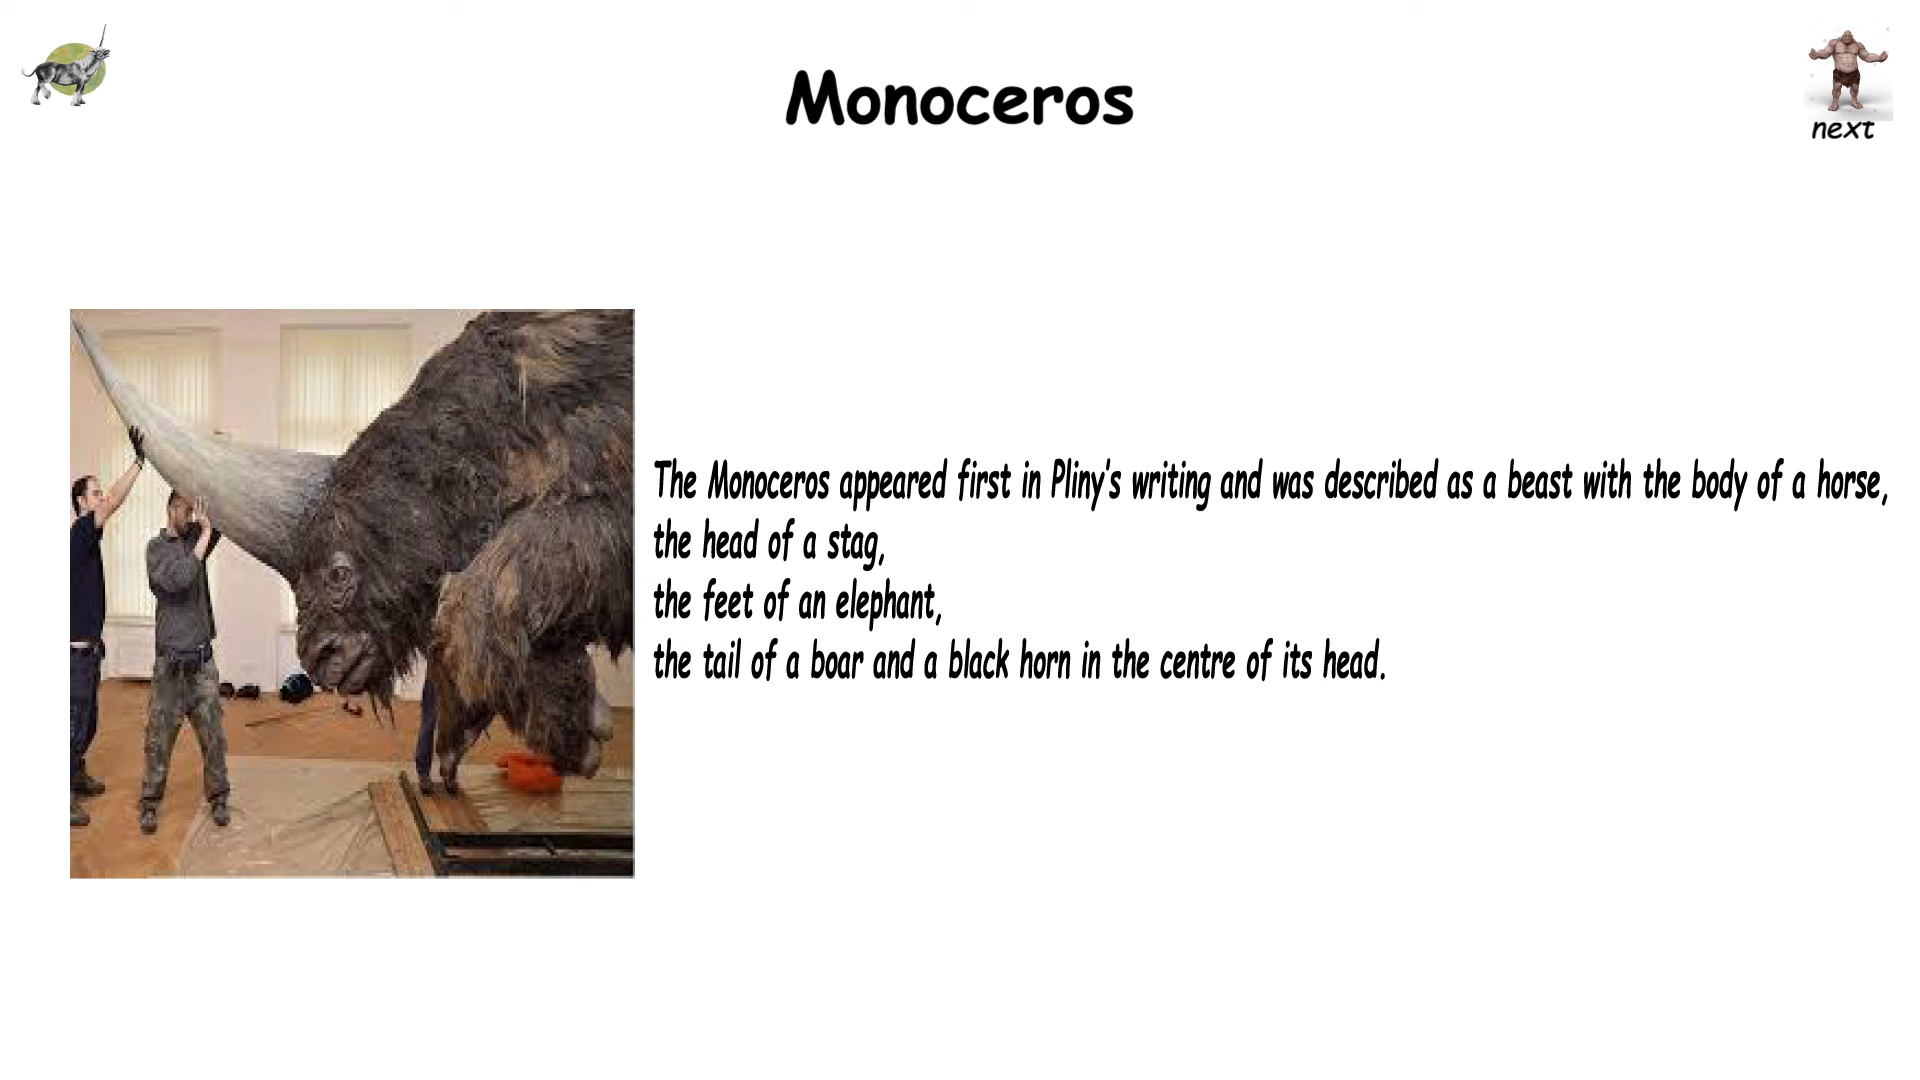 Monoceros
next
The Monoceros appeared first in Pliny's writing and was described as a beast with the body of a horse,
the head of a stag,
the feet of an elephant,
the tail of a boar and a black horn in the centre of its head.